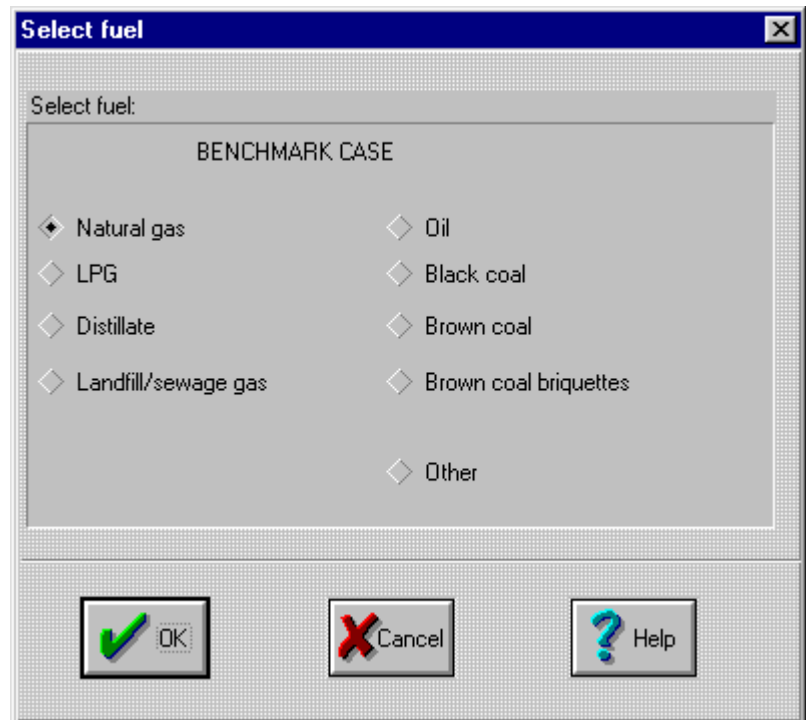 Select fuel
Select fuel:
BENCHMARK CASE
Natural gas
Oil
LPG
Black coal
Distillate
Brown coal
Landfill/sewage gas
Brown coal briquettes
Other
OK
Cancel
Help